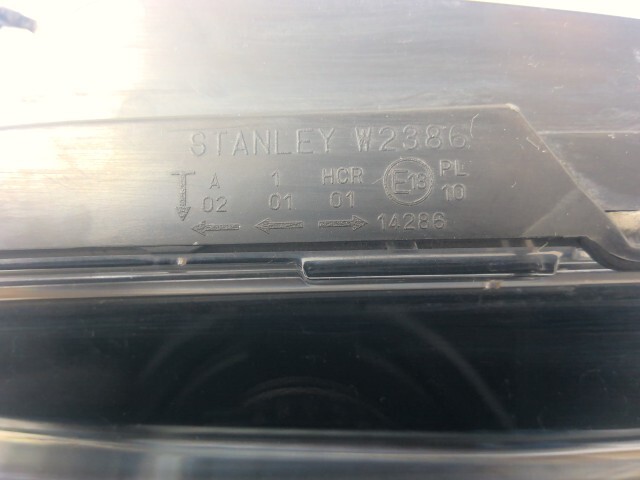 STANLEY W2386
A 1 HCR E13 PL
02 01 01 10
14286